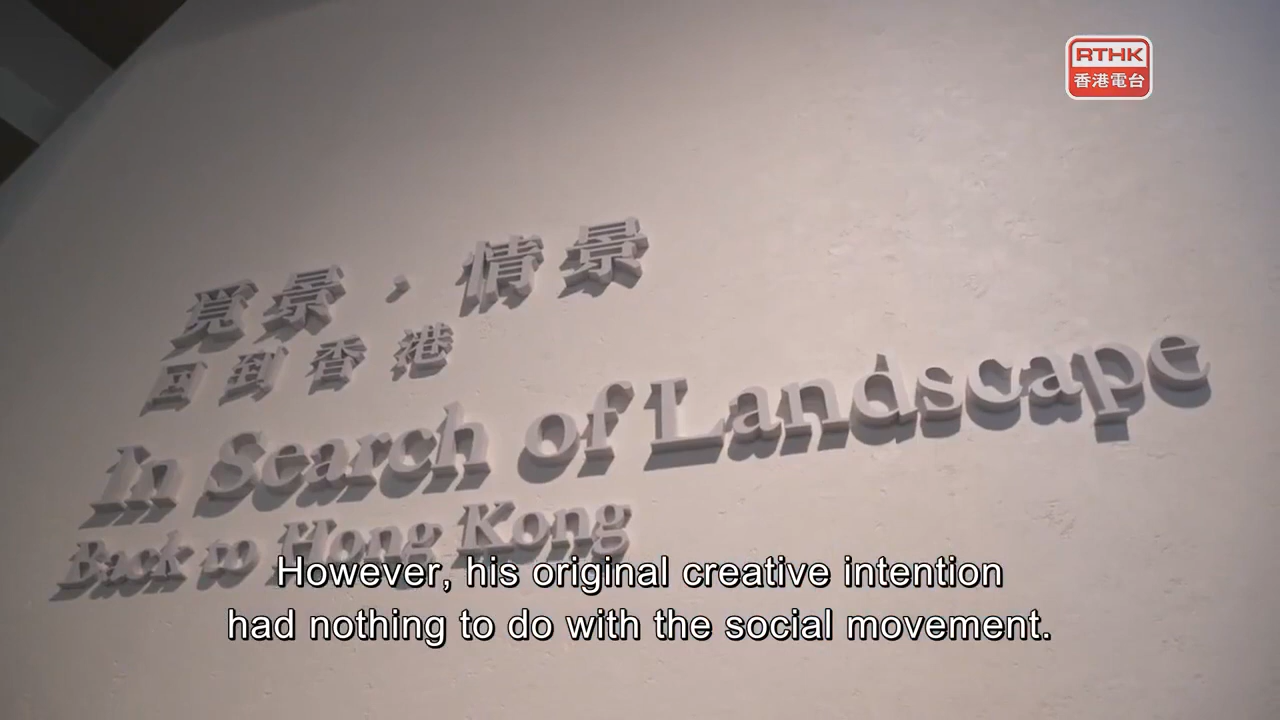 RTHK
香港電台
覓景，情景
回到香港
In Search of Landscape
Back to Hong Kong
However, his original creative intention
had nothing to do with the social movement.